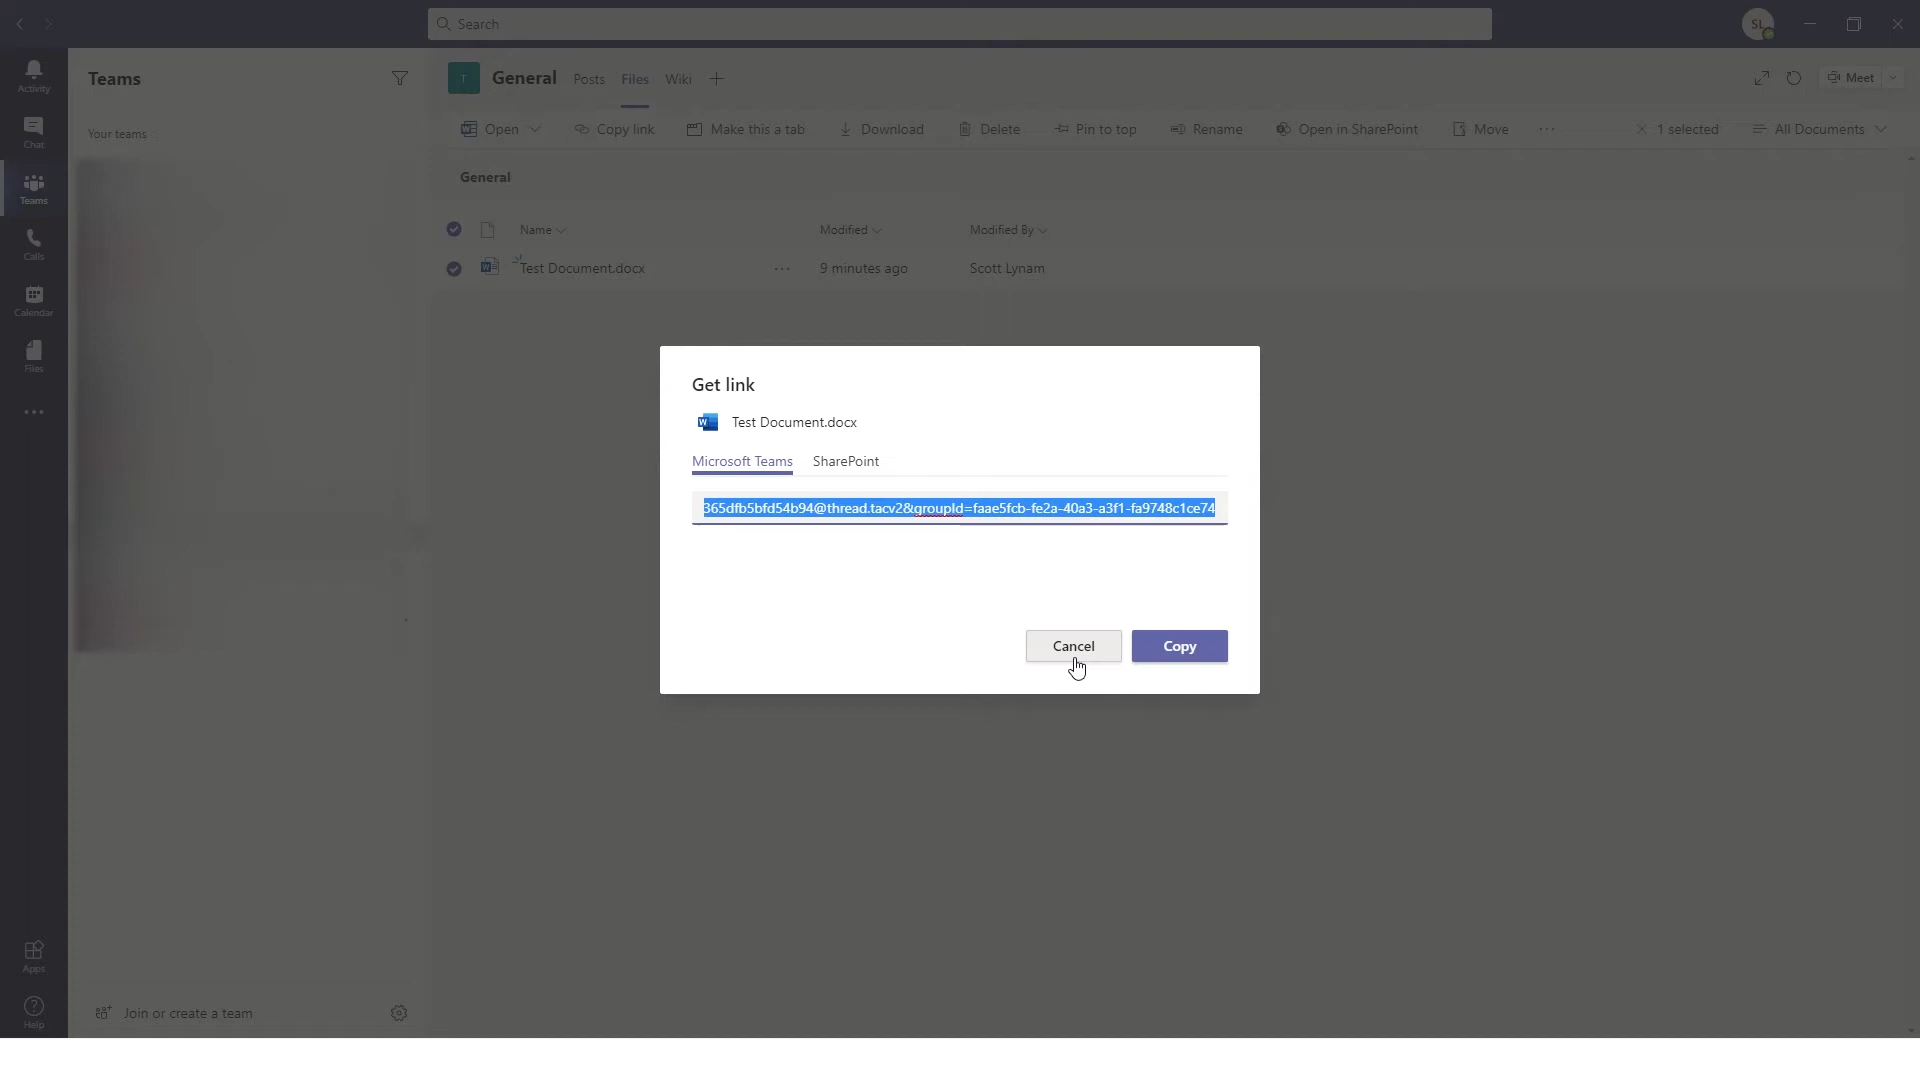 Search
SL
Activity
Chat
Teams
Calls
Calendar
Files
Apps
Help
Teams
Your teams
Join or create a team
T
General
Posts
Files
Wiki
Meet
Open
Copy link
Make this a tab
Download
Delete
Pin to top
Rename
Open in SharePoint
Move
1 selected
All Documents
General
Name
Modified
Modified By
Test Document.docx
9 minutes ago
Scott Lynam
Get link
Test Document.docx
Microsoft Teams
SharePoint
365dfb5bfd54b94@thread.tacv2&groupId=faae5fcb-fe2a-40a3-a3f1-fa9748c1ce74
Cancel
Copy